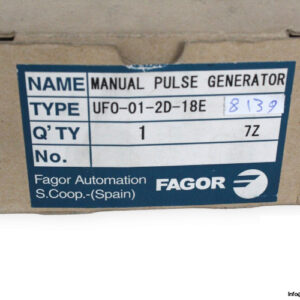 NAME MANUAL PULSE GENERATOR
TYPE UFO-01-2D-18E 8139
Q'TY 1 7Z
No.
Fagor Automation
S.Coop.-(Spain) FAGOR